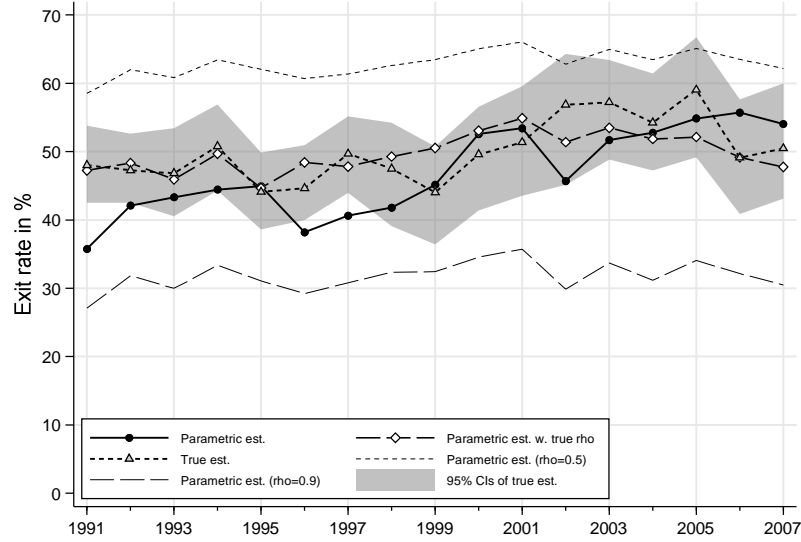 70
60
50
40
30
20
10
0
Exit rate in %
Parametric est.
Parametric est. w. true rho
True est.
Parametric est. (rho=0.5)
Parametric est. (rho=0.9)
95% CIs of true est.
1991 1993 1995 1997 1999 2001 2003 2005 2007